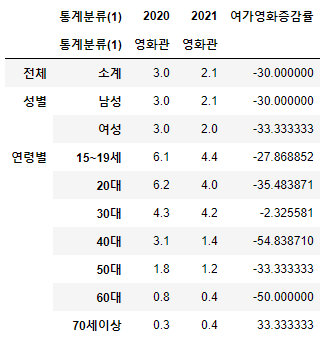 통계분류(1) 2020 2021 여가영화증감률
통계분류(1) 영화관 영화관
전체 소계 3.0 2.1 -30.000000
성별 남성 3.0 2.1 -30.000000
여성 3.0 2.0 -33.333333
연령별 15~19세 6.1 4.4 -27.868852
20대 6.2 4.0 -35.483871
30대 4.3 4.2 -2.325581
40대 3.1 1.4 -54.838710
50대 1.8 1.2 -33.333333
60대 0.8 0.4 -50.000000
70세이상 0.3 0.4 33.333333